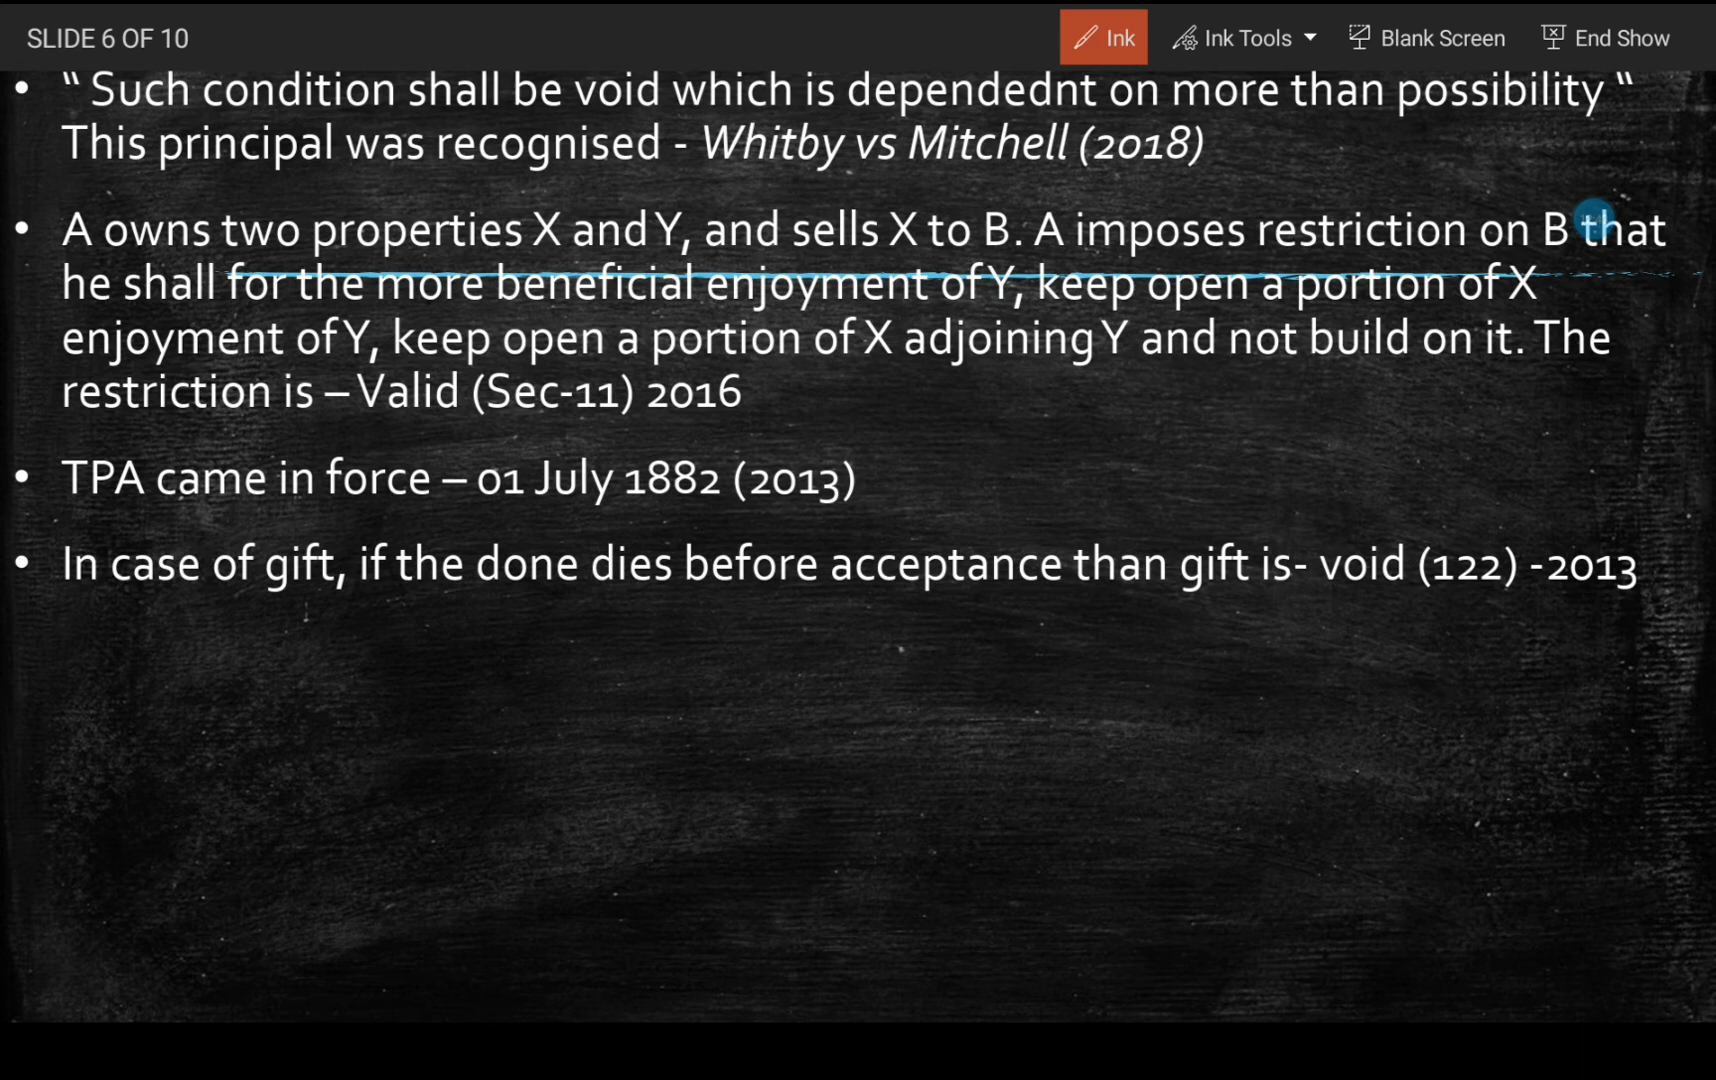 SLIDE 6 OF 10
Ink
Ink Tools
Blank Screen
End Show
• “ Such condition shall be void which is dependednt on more than possibility “
This principal was recognised - Whitby vs Mitchell (2018)
• A owns two properties X and Y, and sells X to B. A imposes restriction on B that
he shall for the more beneficial enjoyment of Y, keep open a portion of X
enjoyment of Y, keep open a portion of X adjoining Y and not build on it. The
restriction is – Valid (Sec-11) 2016
• TPA came in force – 01 July 1882 (2013)
• In case of gift, if the done dies before acceptance than gift is- void (122) -2013